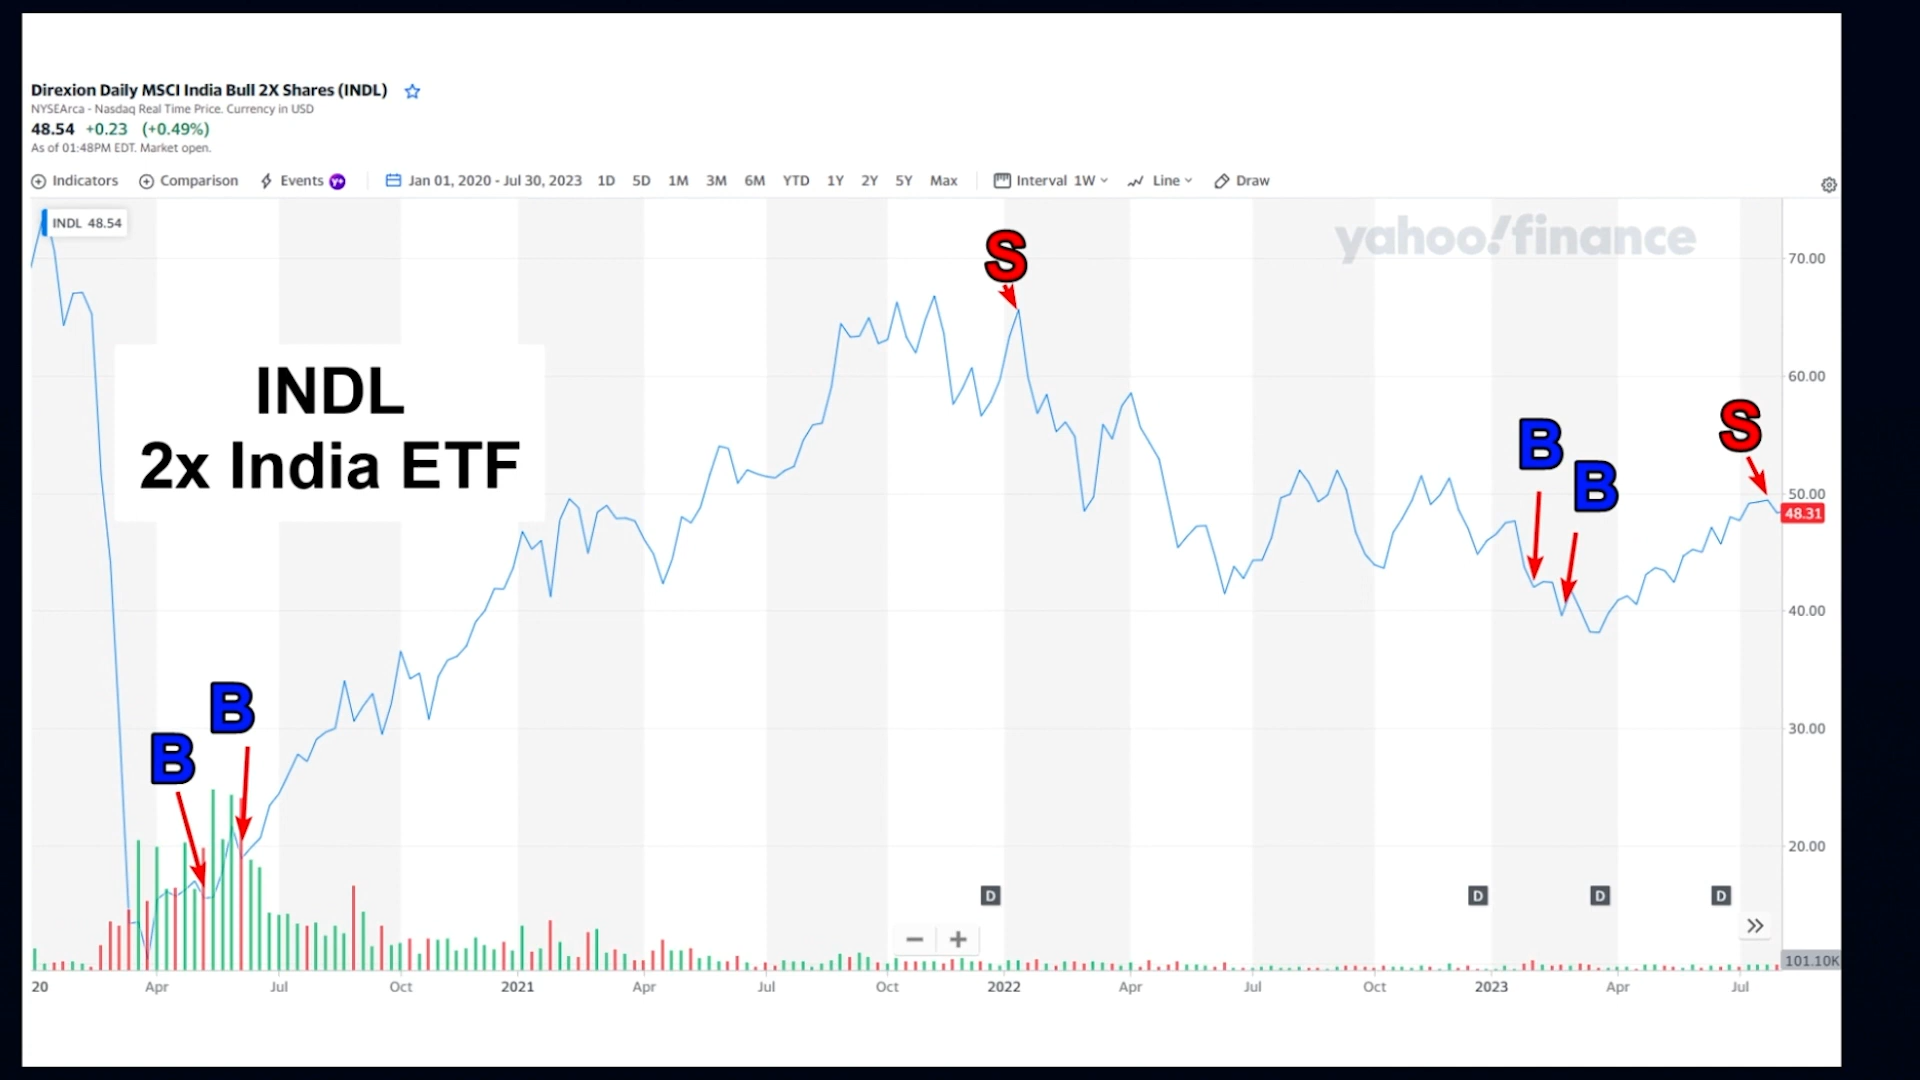 Direxion Daily MSCI India Bull 2X Shares (INDL)
NYSEArca - Nasdaq Real Time Price. Currency in USD
48.54 +0.23 (+0.49%)
As of 01:48PM EDT. Market open.
Indicators Comparison Events Y+ Jan 01, 2020 - Jul 30, 2023 1D 5D 1M 3M 6M YTD 1Y 2Y 5Y Max Interval 1W Line Draw
INDL 48.54
yahoo!finance
S
70.00
INDL
2x India ETF
60.00
S
B
B
50.00
48.31
40.00
30.00
B
B
20.00
D D D D
101.10K
20 Apr Jul Oct 2021 Apr Jul Oct 2022 Apr Jul Oct 2023 Apr Jul